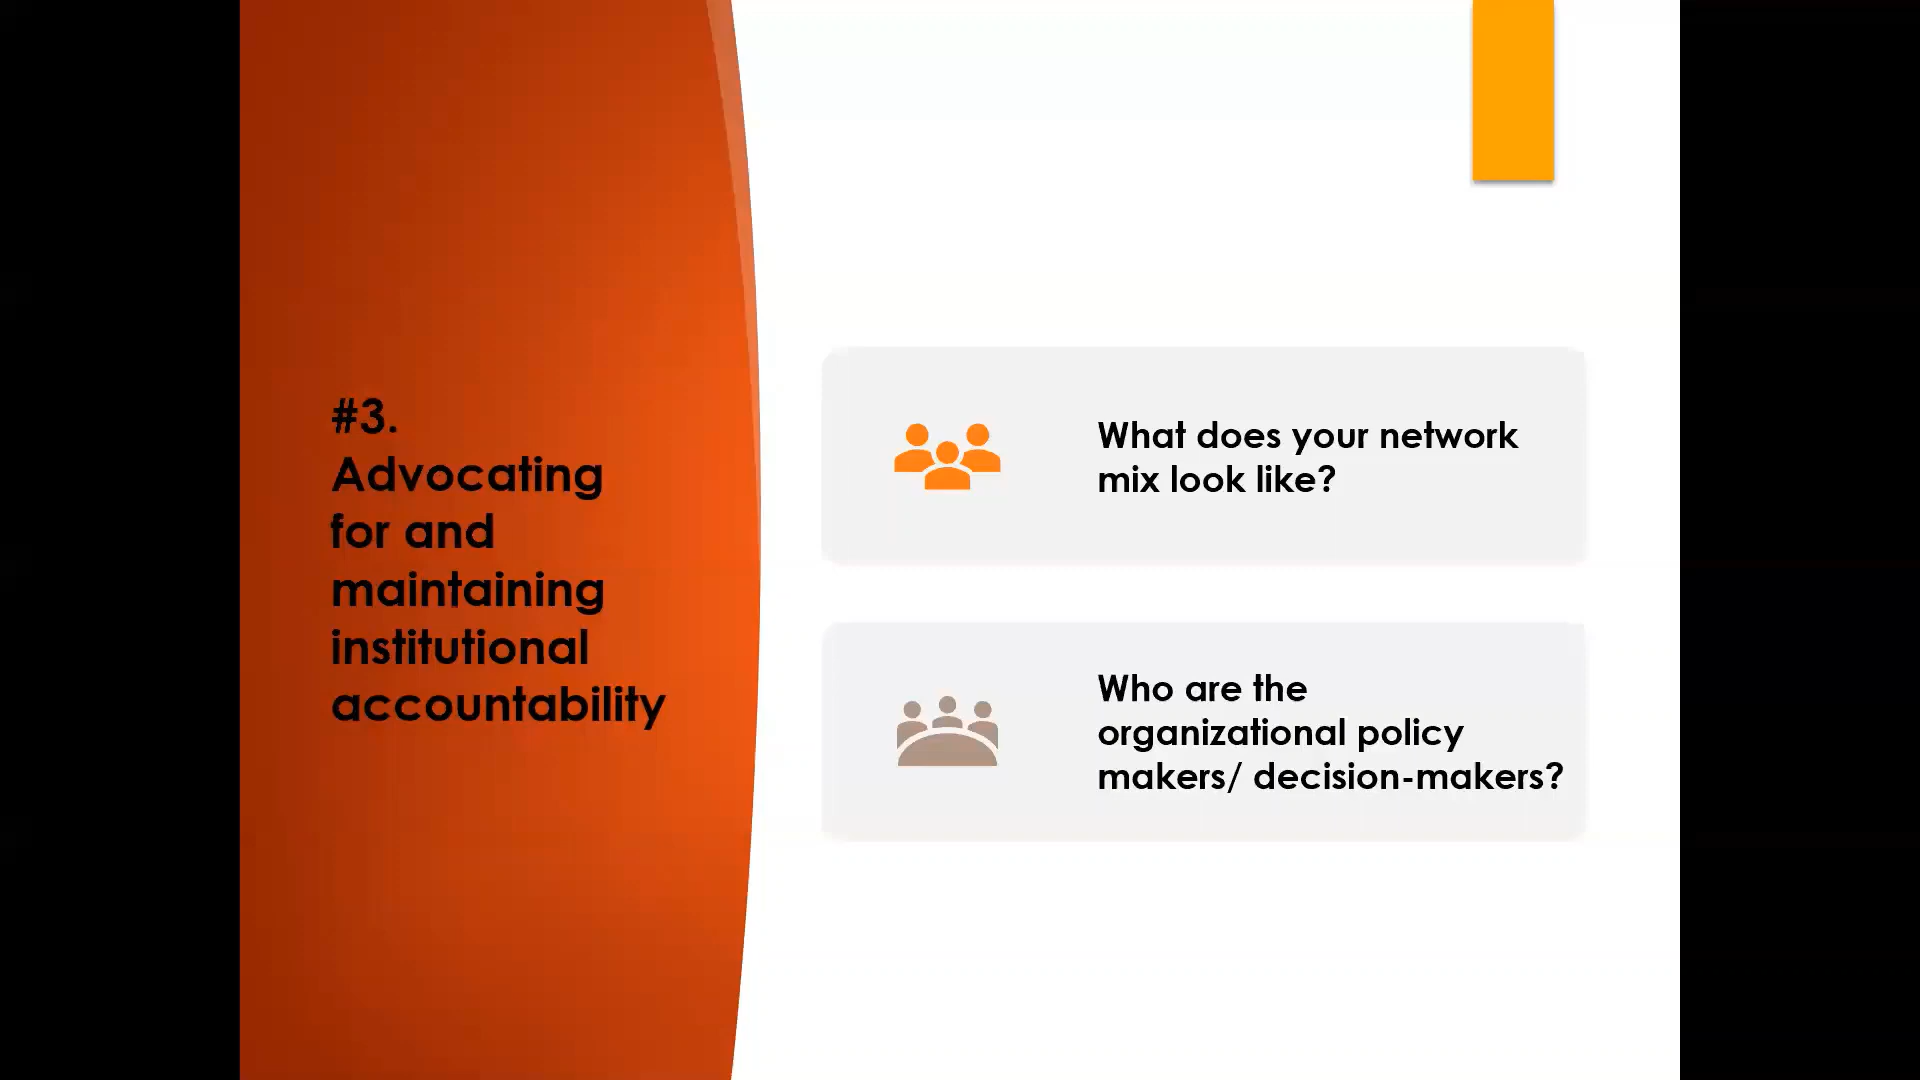 #3.
Advocating
for and
maintaining
institutional
accountability
What does your network
mix look like?
Who are the
organizational policy
makers/ decision-makers?